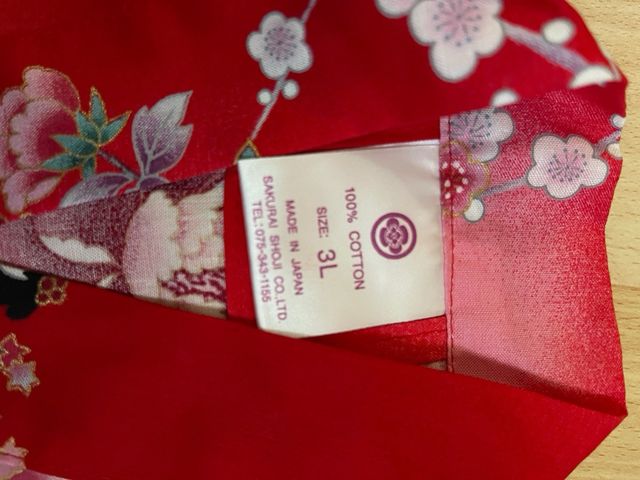 100% COTTON
SIZE: 3L
MADE IN JAPAN
SAKURAI SHOJI CO.,LTD.
TEL:075-343-1155